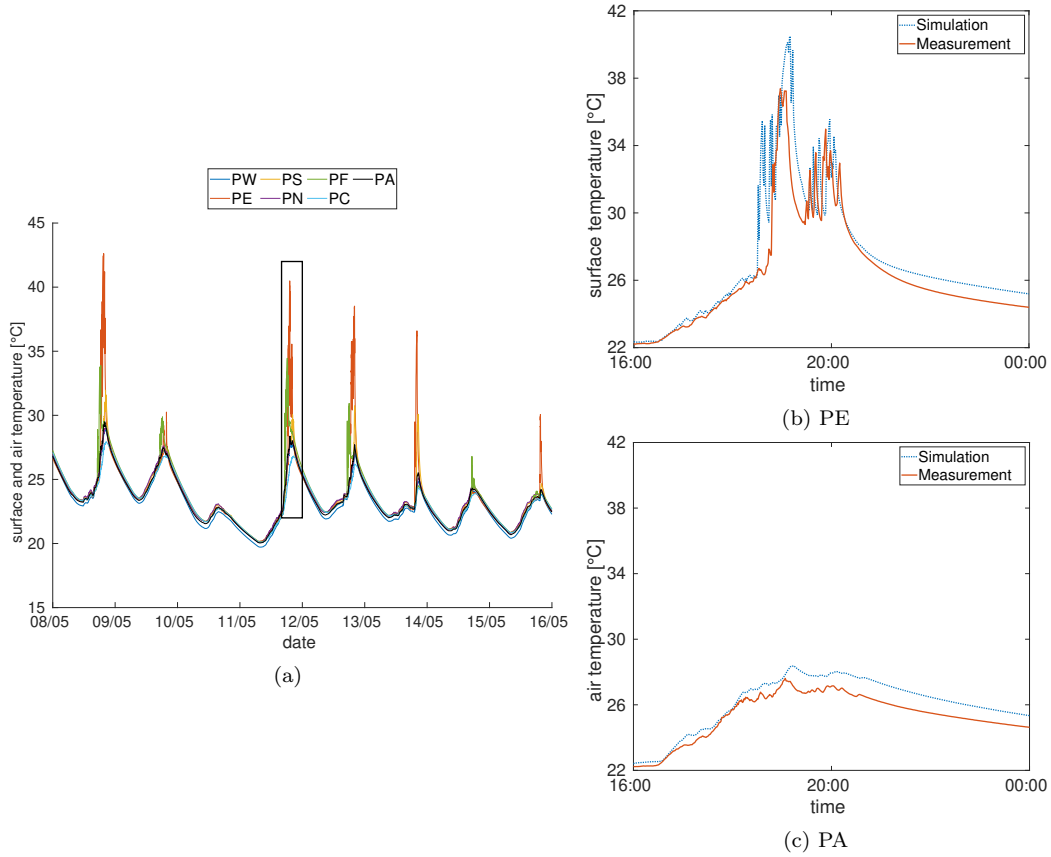 PW PS PF PA
PE PN PC
45
40
35
30
25
20
15
08/05 09/05 10/05 11/05 12/05 13/05 14/05 15/05 16/05
surface and air temperature [°C]
date
(a)
Simulation
Measurement
42
38
34
30
26
22
16:00 20:00 00:00
surface temperature [°C]
time
(b) PE
Simulation
Measurement
42
38
34
30
26
22
16:00 20:00 00:00
air temperature [°C]
time
(c) PA